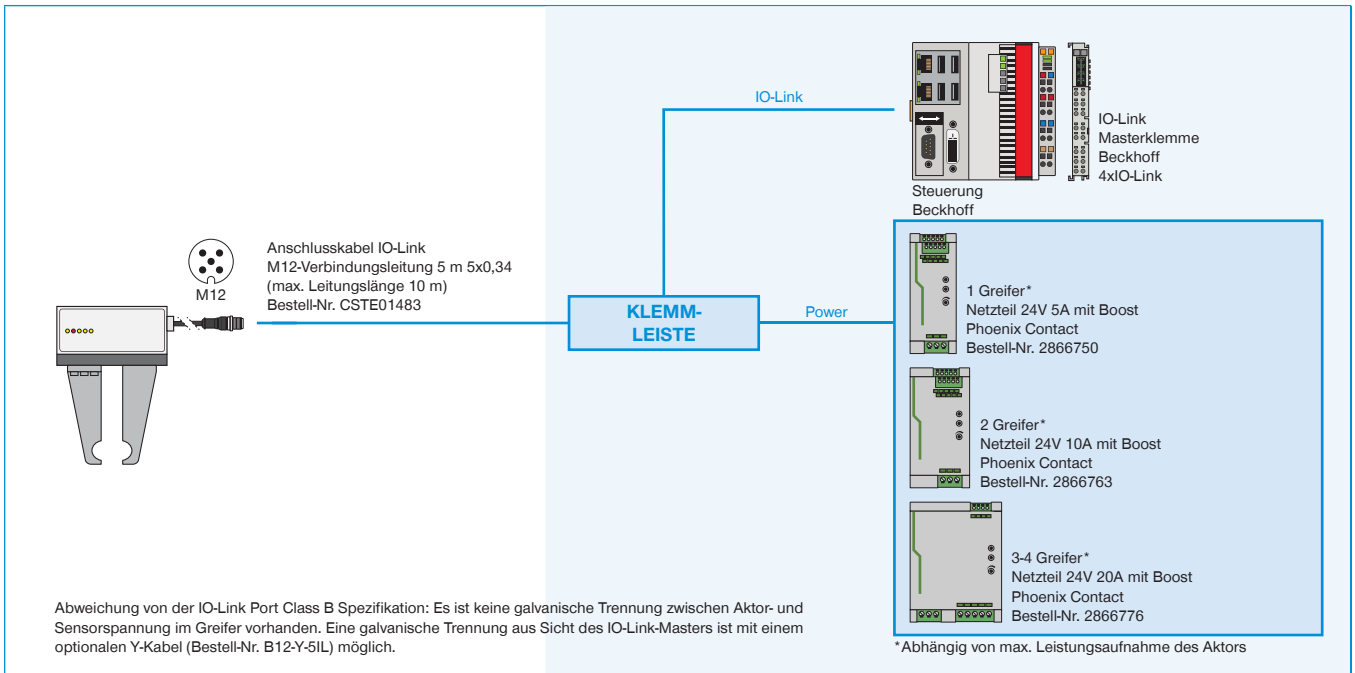 IO-Link
IO-Link
Masterklemme
Beckhoff
4xIO-Link
Steuerung
Beckhoff
M12
Anschlusskabel IO-Link
M12-Verbindungsleitung 5 m 5x0,34
(max. Leitungslänge 10 m)
Bestell-Nr. CSTE01483
KLEMM-
LEISTE
Power
1 Greifer*
Netzteil 24V 5A mit Boost
Phoenix Contact
Bestell-Nr. 2866750
2 Greifer*
Netzteil 24V 10A mit Boost
Phoenix Contact
Bestell-Nr. 2866763
3-4 Greifer*
Netzteil 24V 20A mit Boost
Phoenix Contact
Bestell-Nr. 2866776
*Abhängig von max. Leistungsaufnahme des Aktors
Abweichung von der IO-Link Port Class B Spezifikation: Es ist keine galvanische Trennung zwischen Aktor- und
Sensorspannung im Greifer vorhanden. Eine galvanische Trennung aus Sicht des IO-Link-Masters ist mit einem
optionalen Y-Kabel (Bestell-Nr. B12-Y-5IL) möglich.